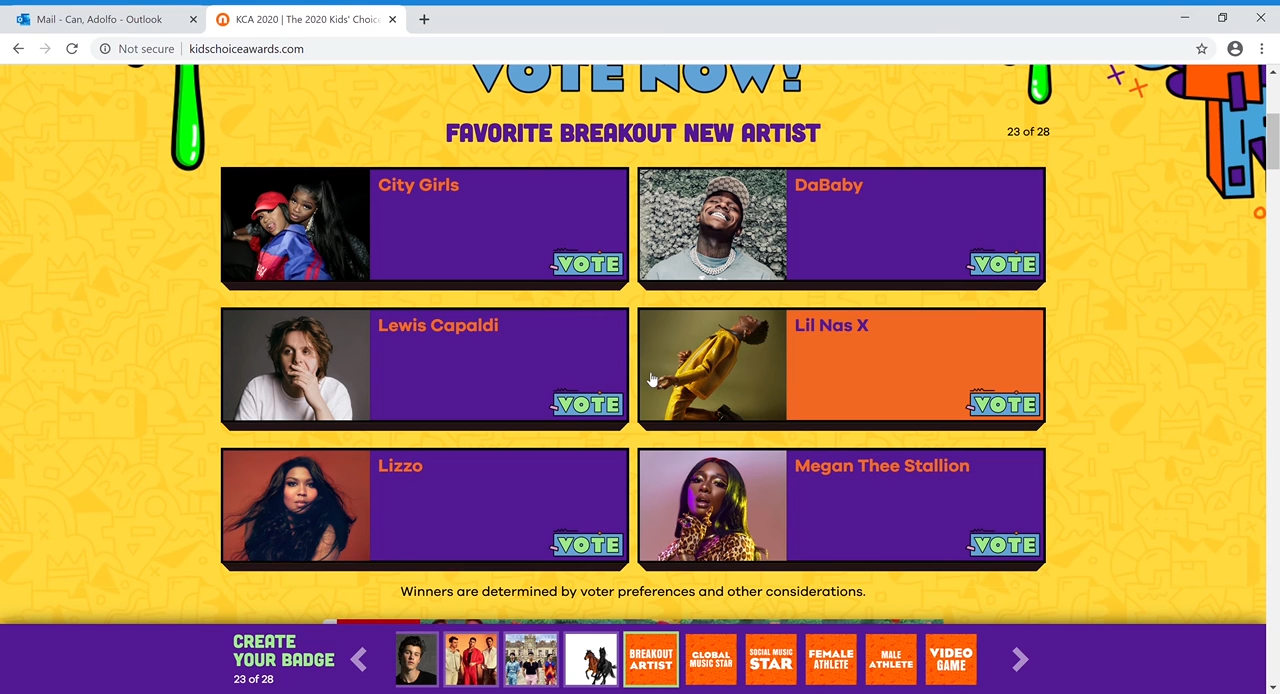 Mail - Can, Adolfo - Outlook
KCA 2020 | The 2020 Kids' Choice
Not secure
kidschoiceawards.com
VOTE NOW!
FAVORITE BREAKOUT NEW ARTIST
23 of 28
City Girls
VOTE
DaBaby
VOTE
Lewis Capaldi
VOTE
Lil Nas X
VOTE
Lizzo
VOTE
Megan Thee Stallion
VOTE
Winners are determined by voter preferences and other considerations.
CREATE
YOUR BADGE
23 of 28
BREAKOUT
ARTIST
GLOBAL
MUSIC STAR
SOCIAL MUSIC
STAR
FEMALE
ATHLETE
MALE
ATHLETE
VIDEO
GAME